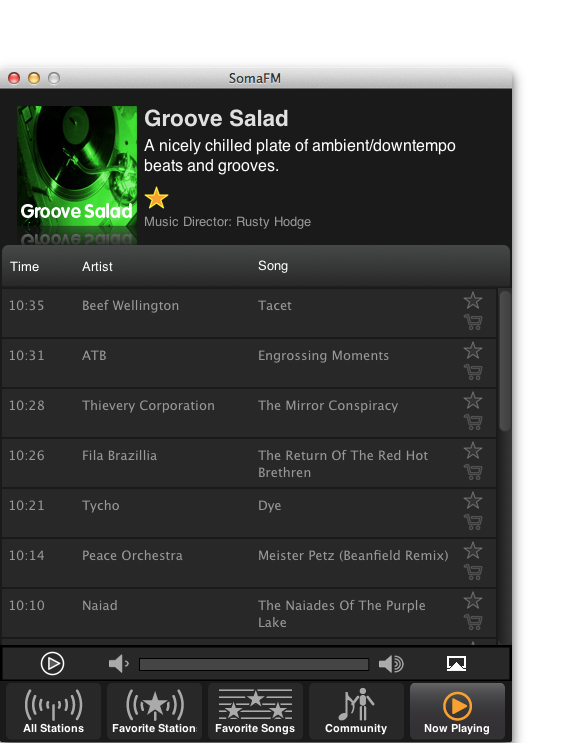 SomaFM
Groove Salad
A nicely chilled plate of ambient/downtempo
beats and grooves.
Groove Salad
Music Director: Rusty Hodge
Time Artist Song
10:35 Beef Wellington Tacet
10:31 ATB Engrossing Moments
10:28 Thievery Corporation The Mirror Conspiracy
10:26 Fila Brazillia The Return Of The Red Hot
Brethren
10:21 Tycho Dye
10:14 Peace Orchestra Meister Petz (Beanfield Remix)
10:10 Naiad The Naiades Of The Purple
Lake
All Stations Favorite Station Favorite Songs Community Now Playing